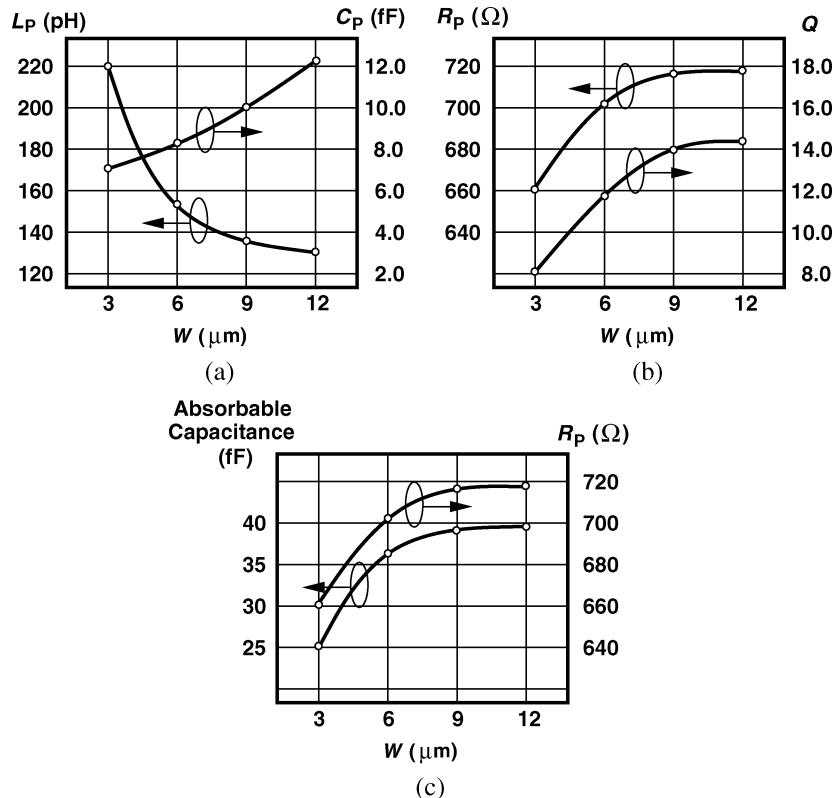 L_P (pH) C_P (fF) R_P (Ω) Q
220 12.0 720 18.0
200 10.0 700 16.0
180 8.0 680 14.0
160 6.0 660 12.0
140 4.0 640 10.0
120 2.0 8.0
3 6 9 12 3 6 9 12
W (μm) W (μm)
(a) (b)
Absorbable
Capacitance R_P (Ω)
(fF)
720
40 700
35 680
30 660
25 640
3 6 9 12
W (μm)
(c)